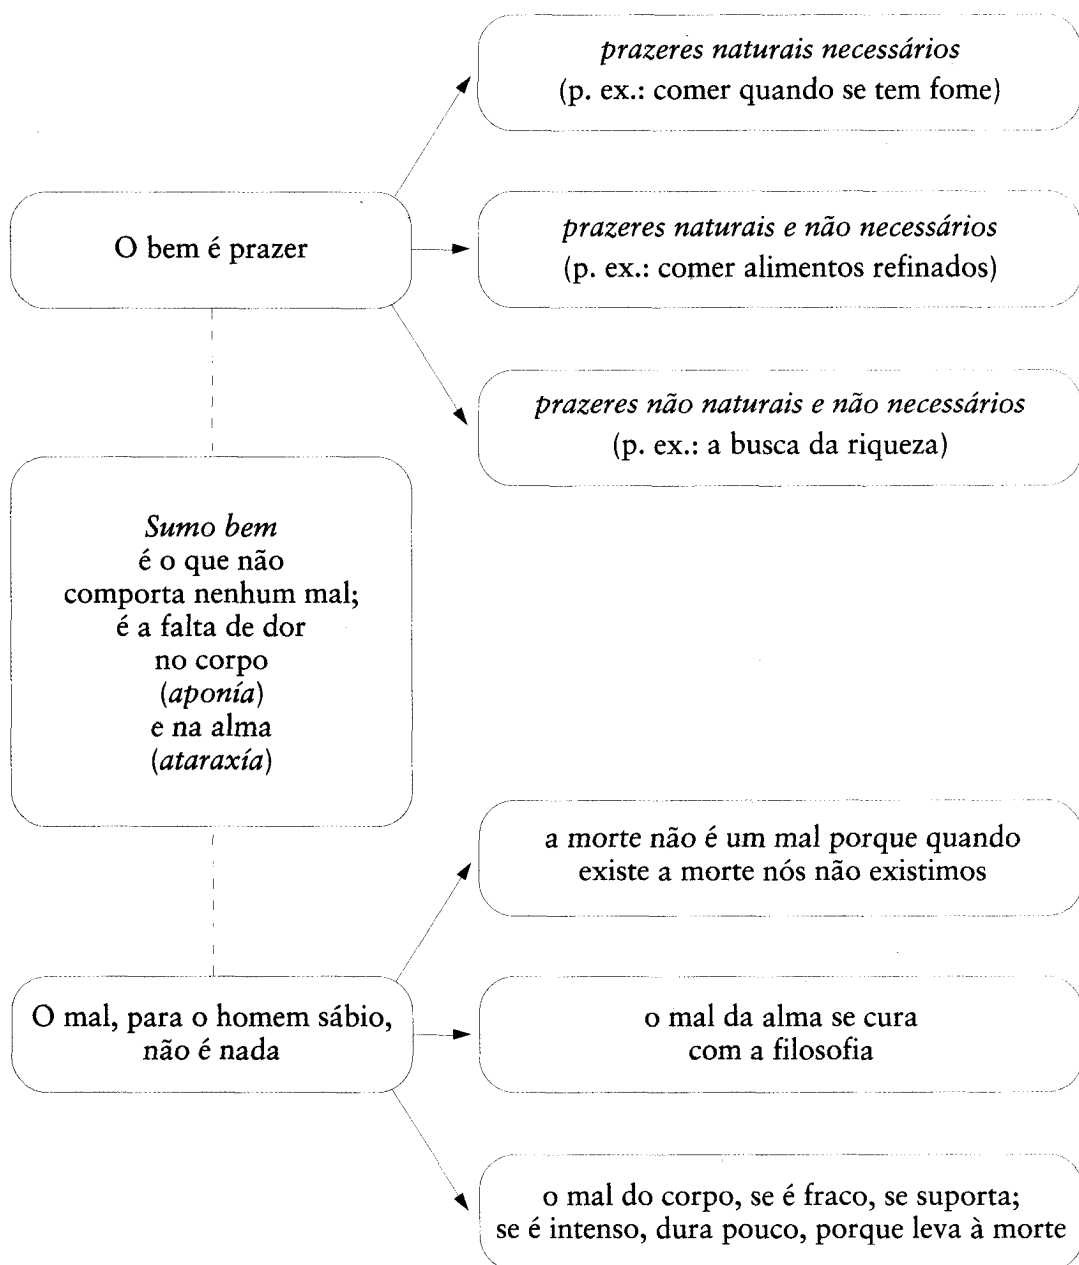 prazeres naturais necessários
(p. ex.: comer quando se tem fome)
O bem é prazer
prazeres naturais e não necessários
(p. ex.: comer alimentos refinados)
prazeres não naturais e não necessários
(p. ex.: a busca da riqueza)
Sumo bem
é o que não
comporta nenhum mal;
é a falta de dor
no corpo
(aponía)
e na alma
(ataraxía)
a morte não é um mal porque quando
existe a morte nós não existimos
O mal, para o homem sábio,
não é nada
o mal da alma se cura
com a filosofia
o mal do corpo, se é fraco, se suporta;
se é intenso, dura pouco, porque leva à morte